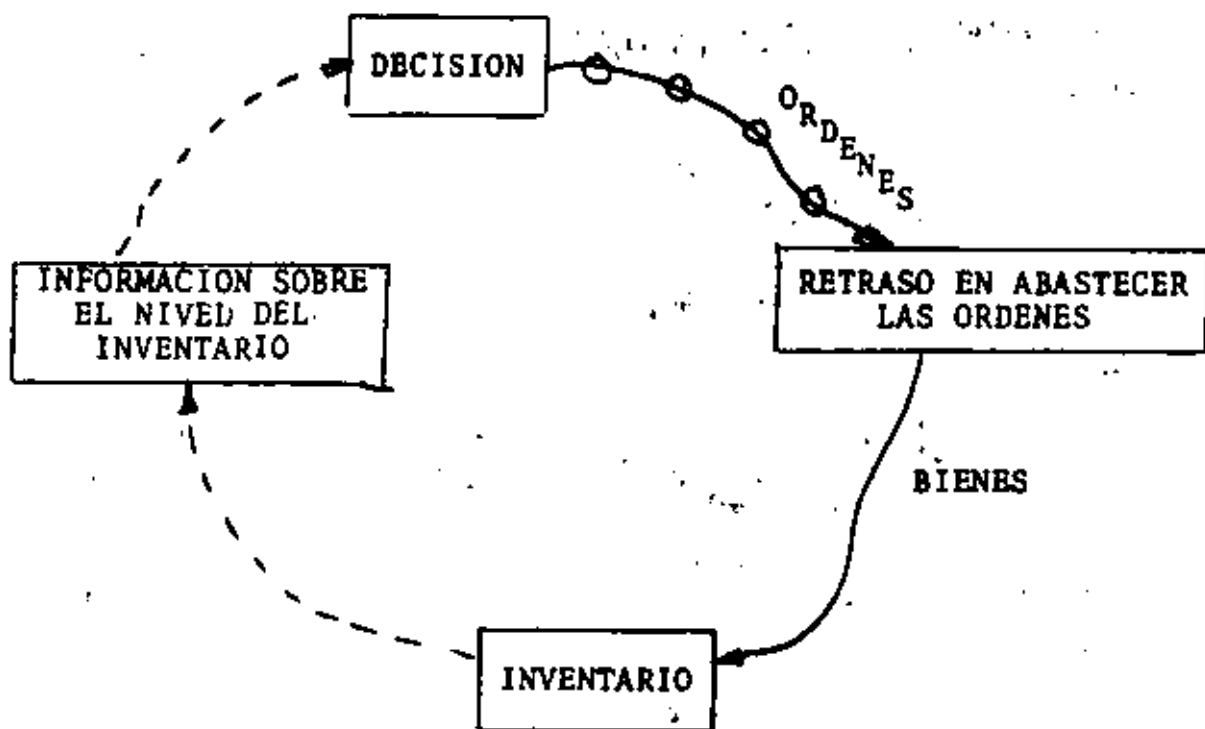 DECISION
ORDENES
INFORMACION SOBRE
EL NIVEL DEL
INVENTARIO
RETRASO EN ABASTECER
LAS ORDENES
BIENES
INVENTARIO